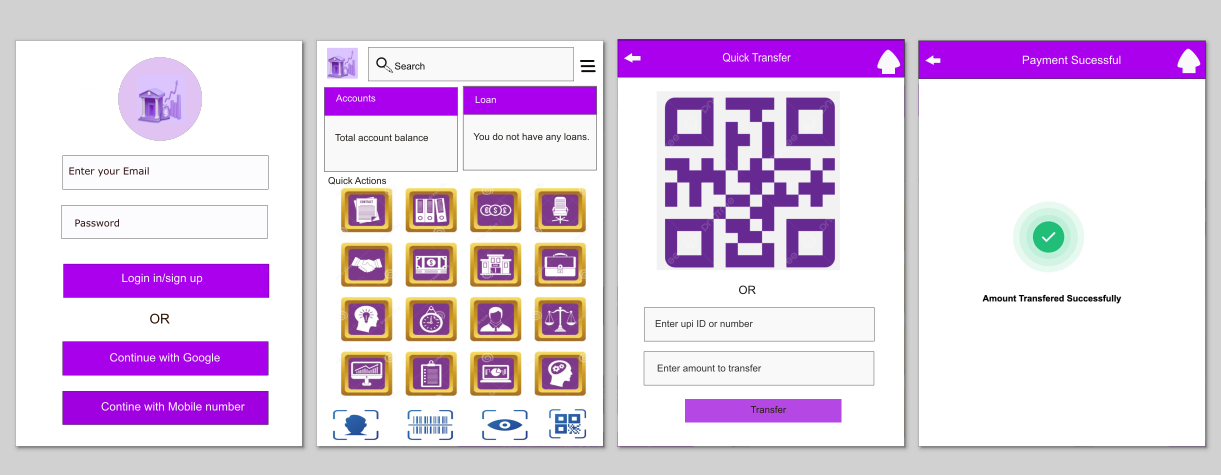 Enter your Email
Password
Login in/sign up
OR
Continue with Google
Contine with Mobile number
Search
Accounts
Loan
Total account balance
You do not have any loans.
Quick Actions
CONTRACT
Quick Transfer
OR
Enter upi ID or number
Enter amount to transfer
Transfer
Payment Sucessful
Amount Transfered Successfully